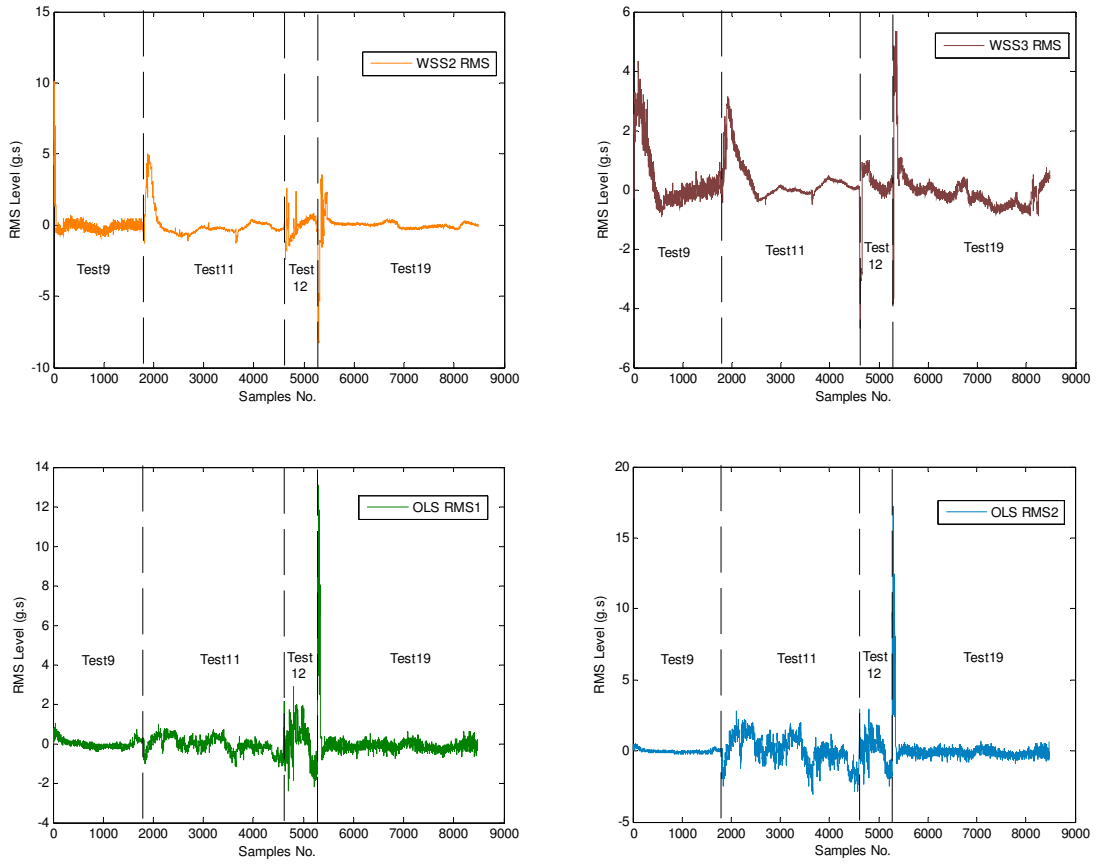 15
10
5
0
-5
-10
RMS Level (g.s)
WSS2 RMS
Test9
Test11
Test
12
Test19
0 1000 2000 3000 4000 5000 6000 7000 8000 9000
Samples No.
6
4
2
0
-2
-4
-6
RMS Level (g.s)
WSS3 RMS
Test9
Test11
Test
12
Test19
0 1000 2000 3000 4000 5000 6000 7000 8000 9000
Samples No.
14
12
10
8
6
4
2
0
-2
-4
RMS Level (g.s)
OLS RMS1
Test9
Test11
Test
12
Test19
0 1000 2000 3000 4000 5000 6000 7000 8000 9000
Samples No.
20
15
10
5
0
-5
RMS Level (g.s)
OLS RMS2
Test9
Test11
Test
12
Test19
0 1000 2000 3000 4000 5000 6000 7000 8000 9000
Samples No.